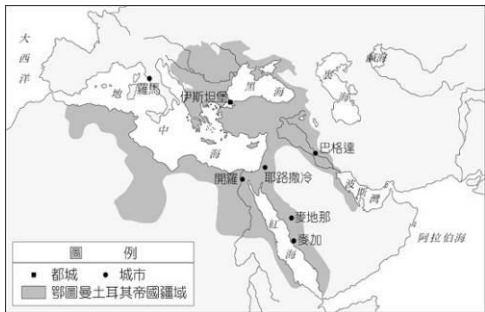 大西洋
黑海
裏海
鹹海
羅馬
伊斯坦堡
地中海
巴格達
耶路撒冷
開羅
波斯灣
麥地那
紅海
麥加
阿拉伯海
圖例
都城
城市
鄂圖曼土耳其帝國疆域